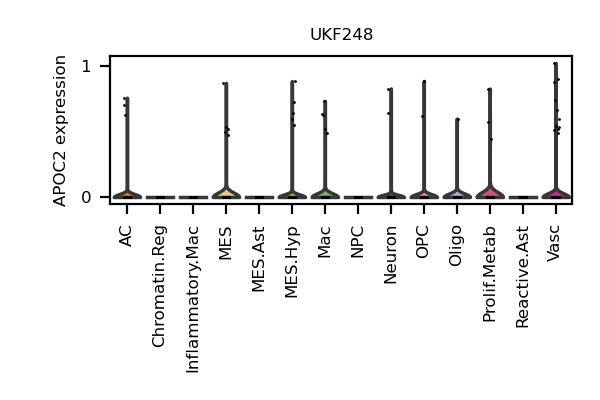 UKF248
APOC2 expression
1
0
AC
Chromatin.Reg
Inflammatory.Mac
MES
MES.Ast
MES.Hyp
Mac
NPC
Neuron
OPC
Oligo
Prolif.Metab
Reactive.Ast
Vasc